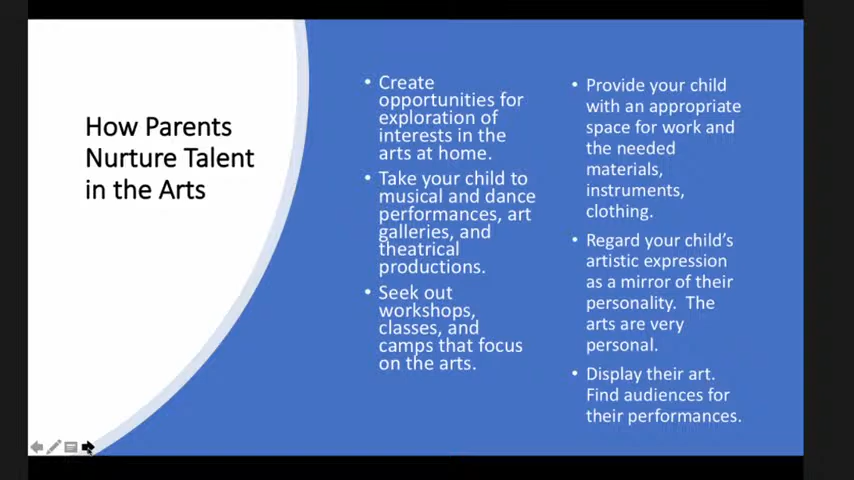 How Parents
Nurture Talent
in the Arts
• Create
opportunities for
exploration of
interests in the
arts at home.
• Take your child to
musical and dance
performances, art
galleries, and
theatrical
productions.
• Seek out
workshops,
classes, and
camps that focus
on the arts.
• Provide your child
with an appropriate
space for work and
the needed
materials,
instruments,
clothing.
• Regard your child’s
artistic expression
as a mirror of their
personality.  The
arts are very
personal.
• Display their art.
Find audiences for
their performances.